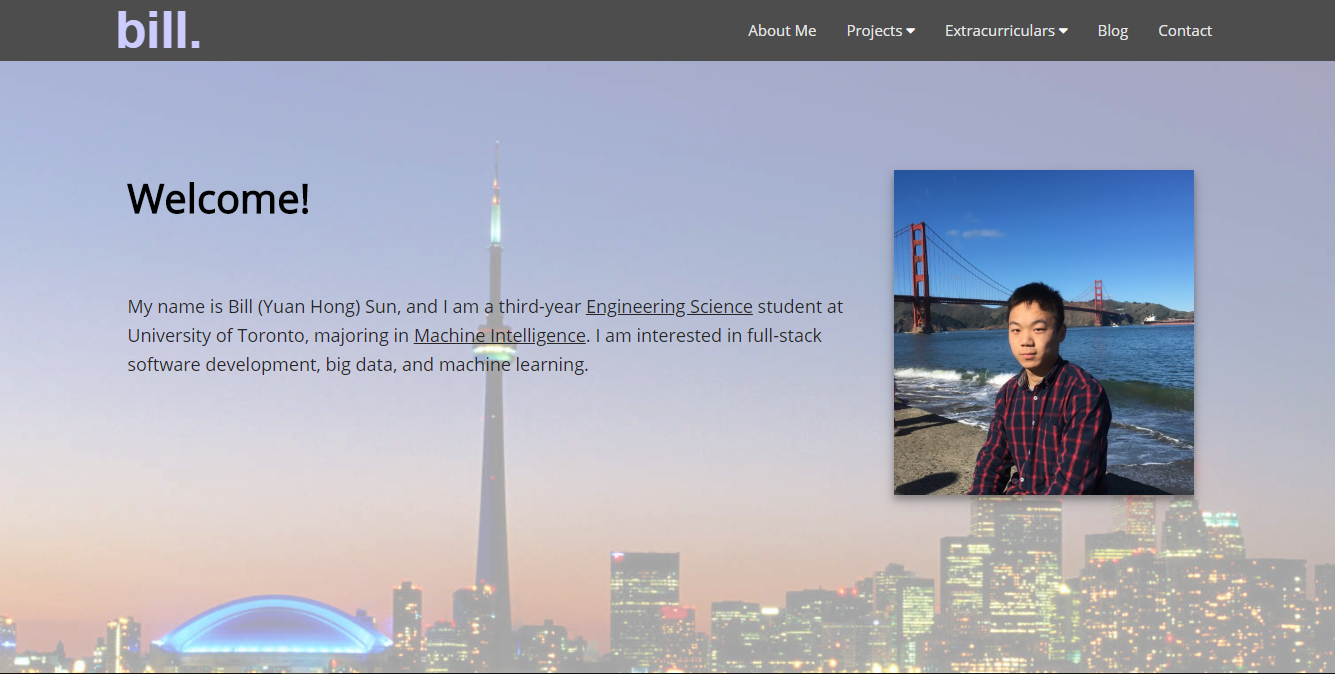 bill.
About Me Projects Extracurriculars Blog Contact
Welcome!
My name is Bill (Yuan Hong) Sun, and I am a third-year Engineering Science student at
University of Toronto, majoring in Machine Intelligence. I am interested in full-stack
software development, big data, and machine learning.